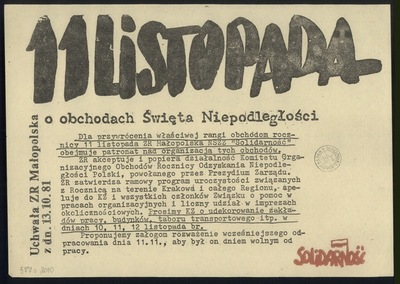 11 LiSTOPADA
o obchodach Święta Niepodległości
Uchwała ZR Małopolska
z dn. 13.10.81
Dla przywrócenia właściwej rangi obchodom rocz-
nicy 11 listopada ZR Małopolska NSZZ "Solidarność"
obejmuje patronat nad organizacją tych obchodów.
ZR akceptuje i popiera działalność Komitetu Orga-
nizacyjnego Obchodów Rocznicy Odzyskania Niepodle-
głości Polski, powołanego przez Prezydium Zarządu.
ZR zatwierdza ramowy program uroczystości związanych
z Rocznicą na terenie Krakowa i całego Regionu, ape-
luje do KZ i wszystkich członków Związku o pomoc w
pracach organizacyjnych i liczny udział w imprezach
okolicznościowych. Prosimy KZ o udekorowanie zakła-
dów pracy, budynków, taboru transportowego itp. w
dniach 10, 11, 12 listopada br.
Proponujemy załogom rozważenie wcześniejszego od-
pracowania dnia 11.11., aby był on dniem wolnym od
pracy.
SOLIDARNOŚĆ